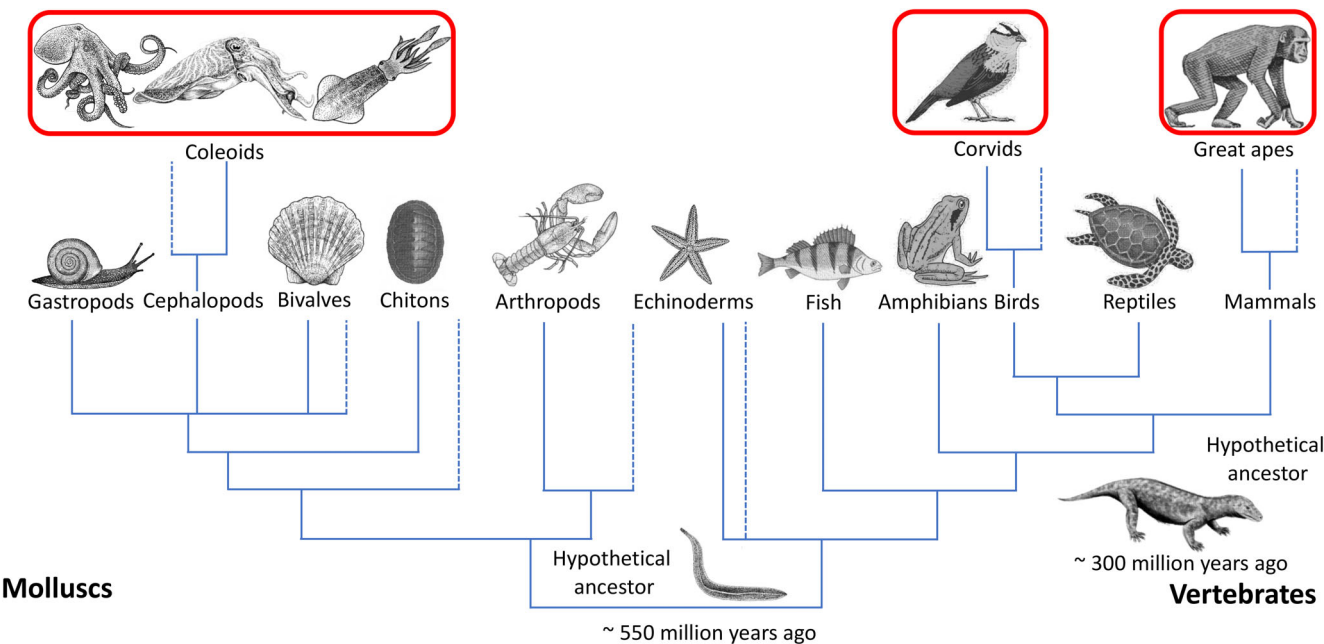 Coleoids
Corvids
Great apes
Gastropods
Cephalopods
Bivalves
Chitons
Arthropods
Echinoderms
Fish
Amphibians
Birds
Reptiles
Mammals
Hypothetical
ancestor
~ 300 million years ago
Hypothetical
ancestor
Molluscs
Vertebrates
~ 550 million years ago